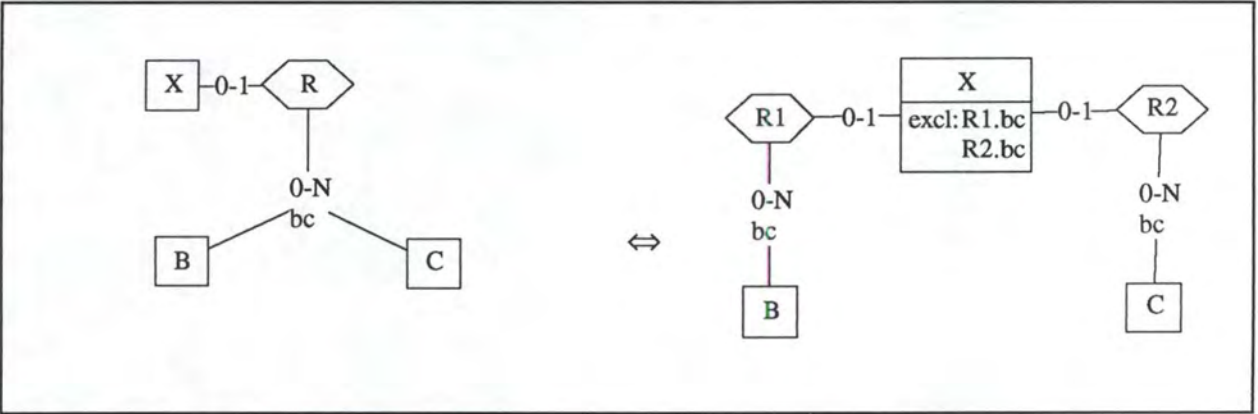 X 0-1 R
0-N
bc
B
C
⇔
X
R1 0-1 excl: R1.bc 0-1 R2
R2.bc
0-N
bc
B
0-N
bc
C